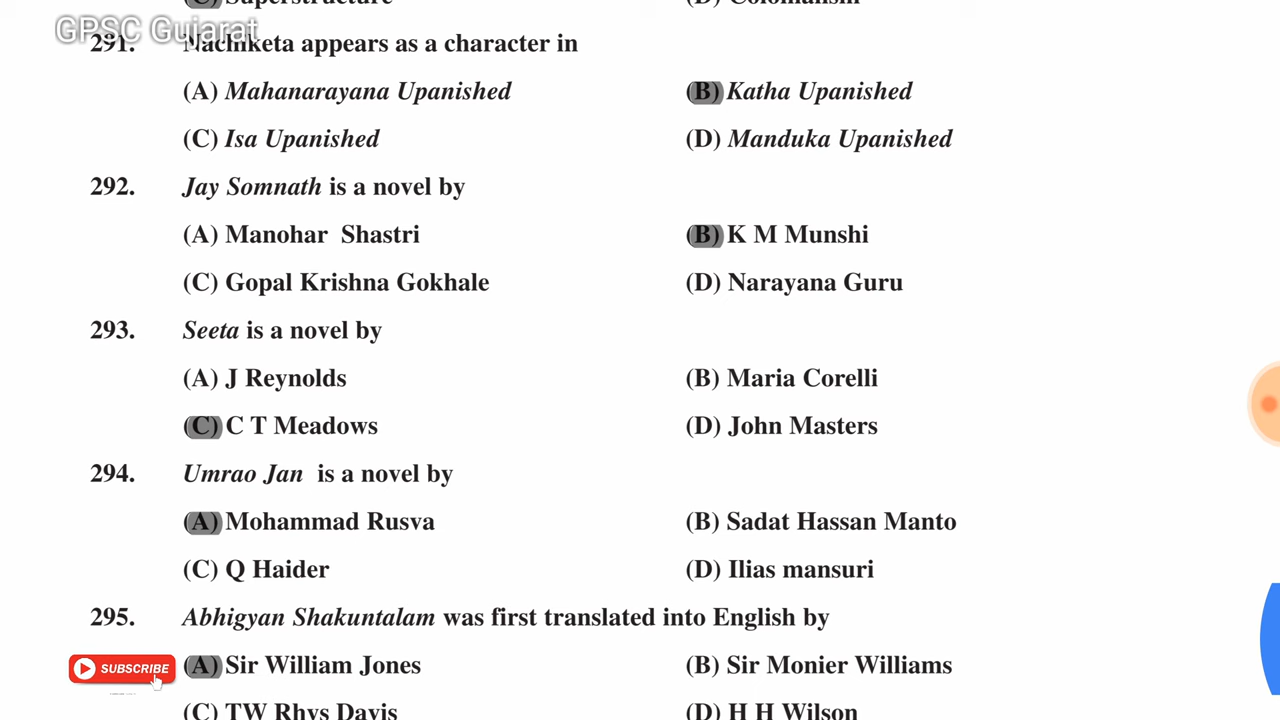 (C) Superstructure (D) Colomanshi
GPSC Gujarat
291. Nachiketa appears as a character in
(A) Mahanarayana Upanished (B) Katha Upanished
(C) Isa Upanished (D) Manduka Upanished
292. Jay Somnath is a novel by
(A) Manohar Shastri (B) K M Munshi
(C) Gopal Krishna Gokhale (D) Narayana Guru
293. Seeta is a novel by
(A) J Reynolds (B) Maria Corelli
(C) C T Meadows (D) John Masters
294. Umrao Jan is a novel by
(A) Mohammad Rusva (B) Sadat Hassan Manto
(C) Q Haider (D) Ilias mansuri
295. Abhigyan Shakuntalam was first translated into English by
SUBSCRIBE (A) Sir William Jones (B) Sir Monier Williams
(C) TW Rhys Davis (D) H H Wilson